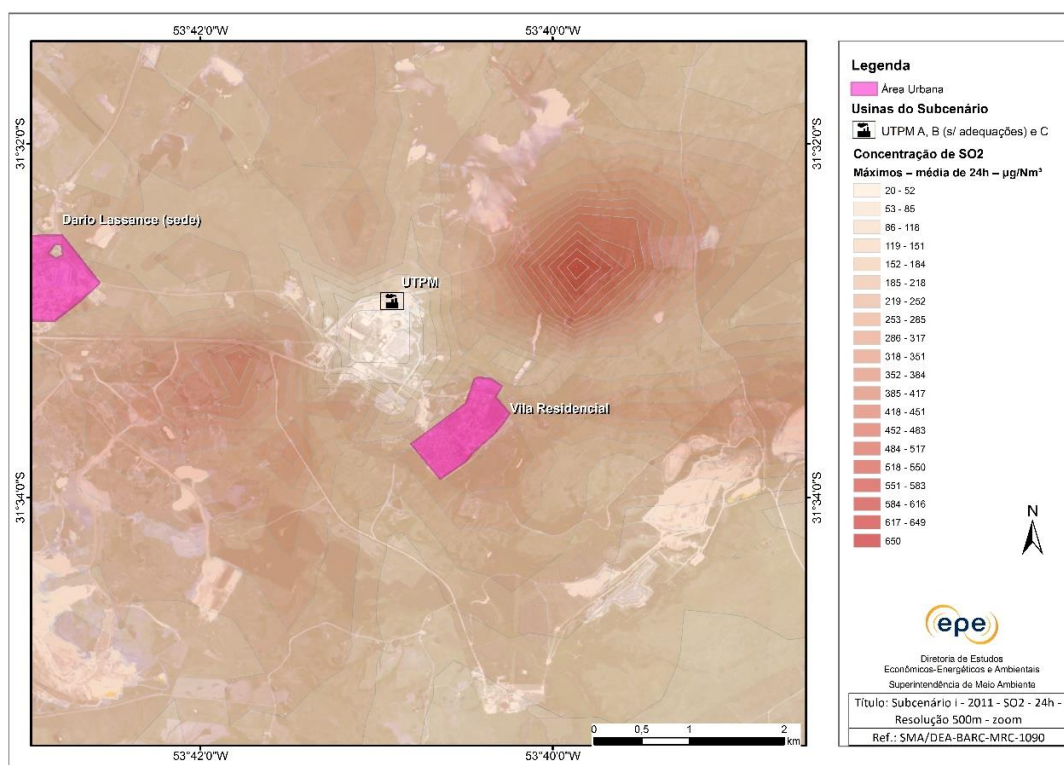 53°42'0"W
53°40'0"W
31°32'0"S
31°32'0"S
Dario Lassance (sede)
UTPM
Vila Residencial
31°34'0"S
31°34'0"S
0 0,5 1 2
km
53°42'0"W
53°40'0"W
Legenda
Área Urbana
Usinas do Subcenário
UTPM A, B (s/ adequações) e C
Concentração de SO2
Máximos – média de 24h – µg/Nm³
20 - 52
53 - 85
86 - 118
119 - 151
152 - 184
185 - 218
219 - 252
253 - 285
286 - 317
318 - 351
352 - 384
385 - 417
418 - 451
452 - 483
484 - 517
518 - 550
551 - 583
584 - 616
617 - 649
650
N
epe
Diretoria de Estudos
Econômicos-Energéticos e Ambientais
Superintendência de Meio Ambiente
Título: Subcenário i - 2011 - SO2 - 24h -
Resolução 500m - zoom
Ref.: SMA/DEA-BARC-MRC-1090